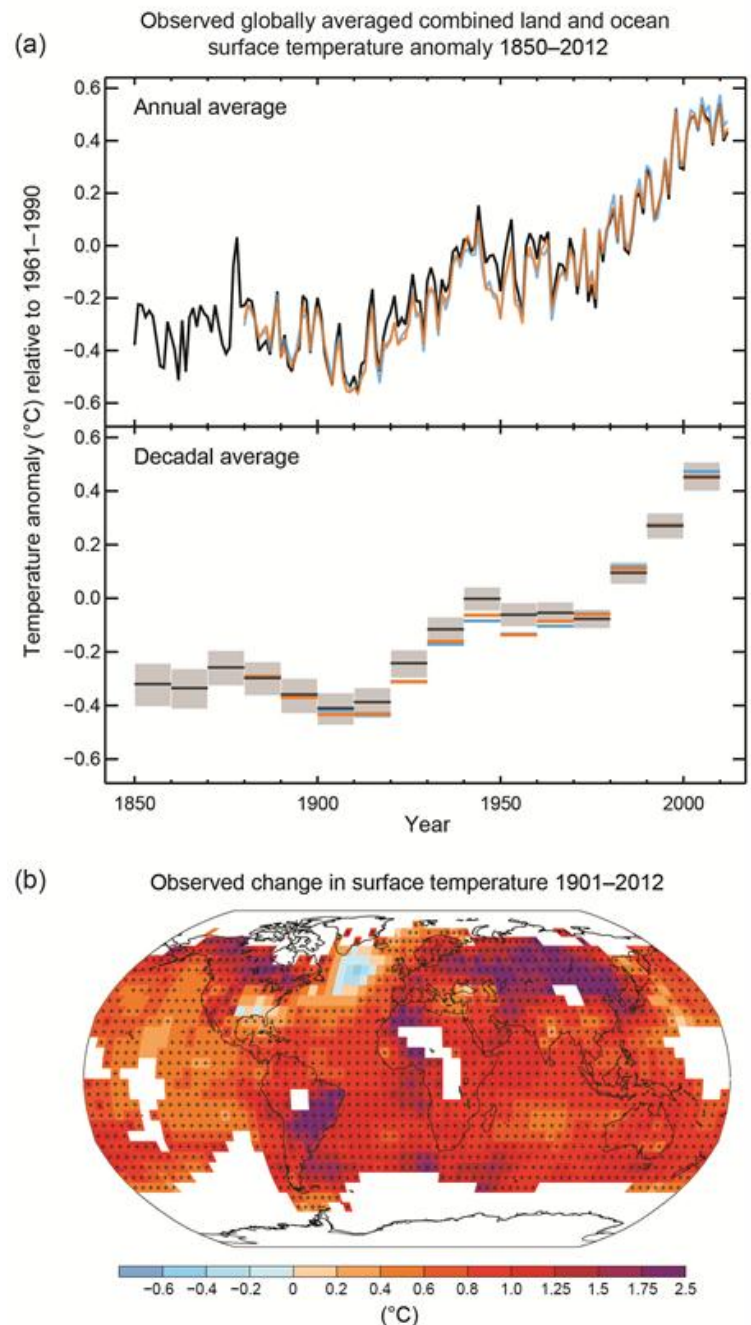 Observed globally averaged combined land and ocean
surface temperature anomaly 1850–2012
(a)
Temperature anomaly (°C) relative to 1961–1990
Annual average
0.6
0.4
0.2
0.0
−0.2
−0.4
−0.6
Decadal average
0.6
0.4
0.2
0.0
−0.2
−0.4
−0.6
1850 1900 1950 2000
Year
(b)
Observed change in surface temperature 1901–2012
−0.6 −0.4 −0.2 0 0.2 0.4 0.6 0.8 1.0 1.25 1.5 1.75 2.5
(°C)